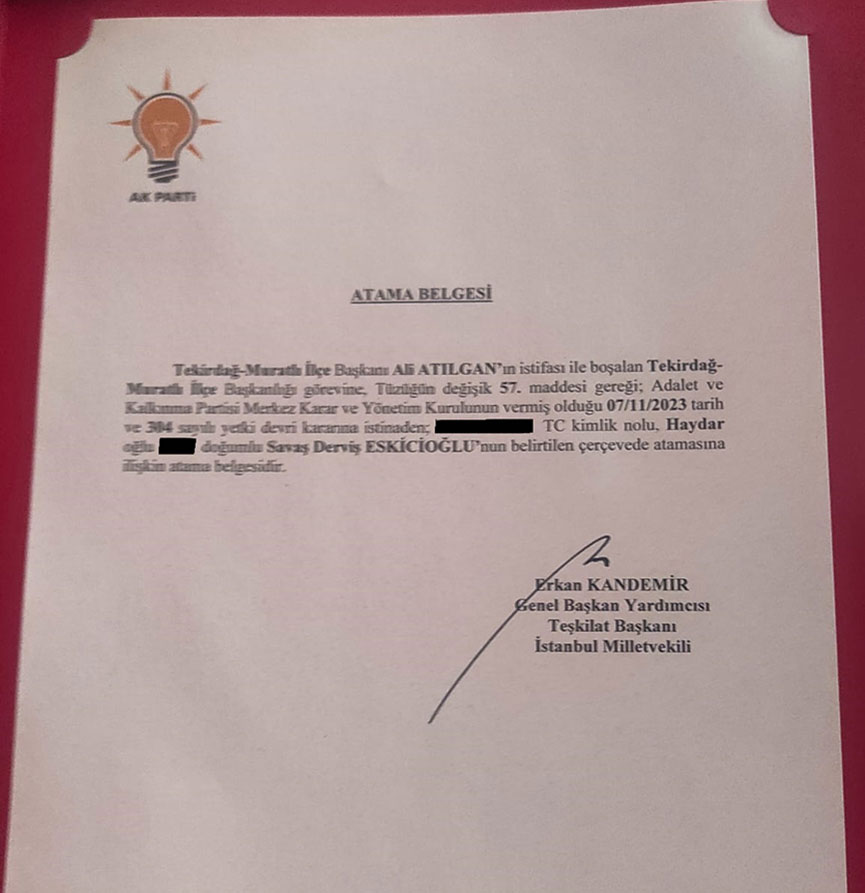 AK PARTİ
ATAMA BELGESİ
Tekirdağ-Muratlı İlçe Başkanı Ali ATILGAN'ın istifası ile boşalan Tekirdağ-
Muratlı İlçe Başkanlığı görevine, Tüzüğün değişik 57. maddesi gereği; Adalet ve
Kalkınma Partisi Merkez Karar ve Yönetim Kurulunun vermiş olduğu 07/11/2023 tarih
ve 304 sayılı yetki devri kararına istinaden; TC kimlik nolu, Haydar
oğlu doğumlu Savaş Derviş ESKİCİOĞLU'nun belirtilen çerçevede atamasına
ilişkin atama belgesidir.
Erkan KANDEMİR
Genel Başkan Yardımcısı
Teşkilat Başkanı
İstanbul Milletvekili